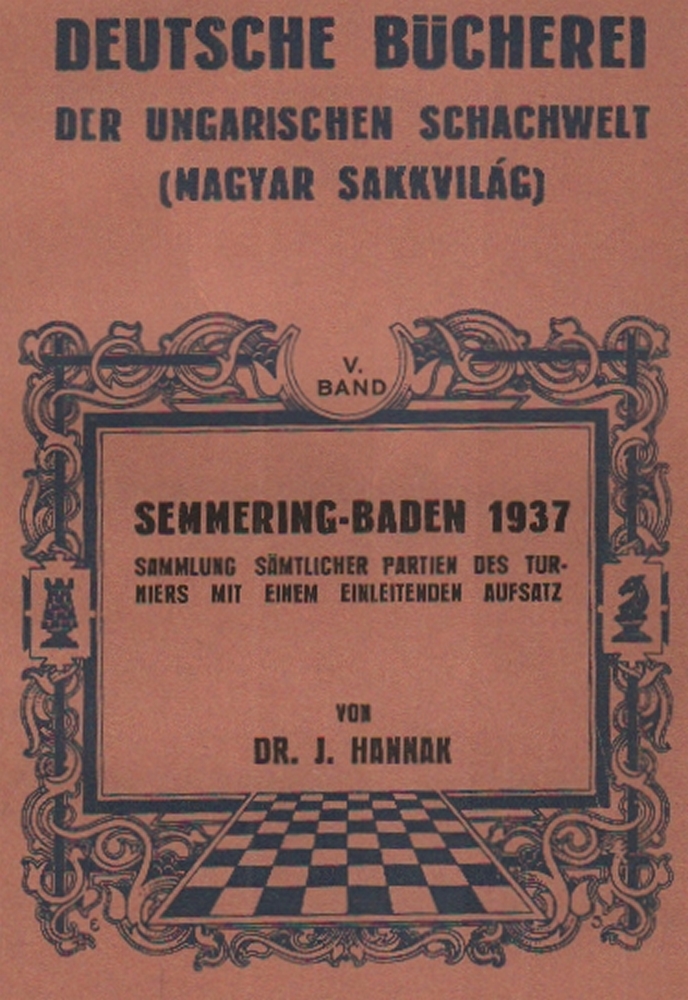 DEUTSCHE BÜCHEREI
DER UNGARISCHEN SCHACHWELT
(MAGYAR SAKKVILÁG)
V.
BAND
SEMMERING-BADEN 1937
SAMMLUNG SÄMTLICHER PARTIEN DES TUR-
NIERS MIT EINEM EINLEITENDEN AUFSATZ
VON
DR. J. HANNAK